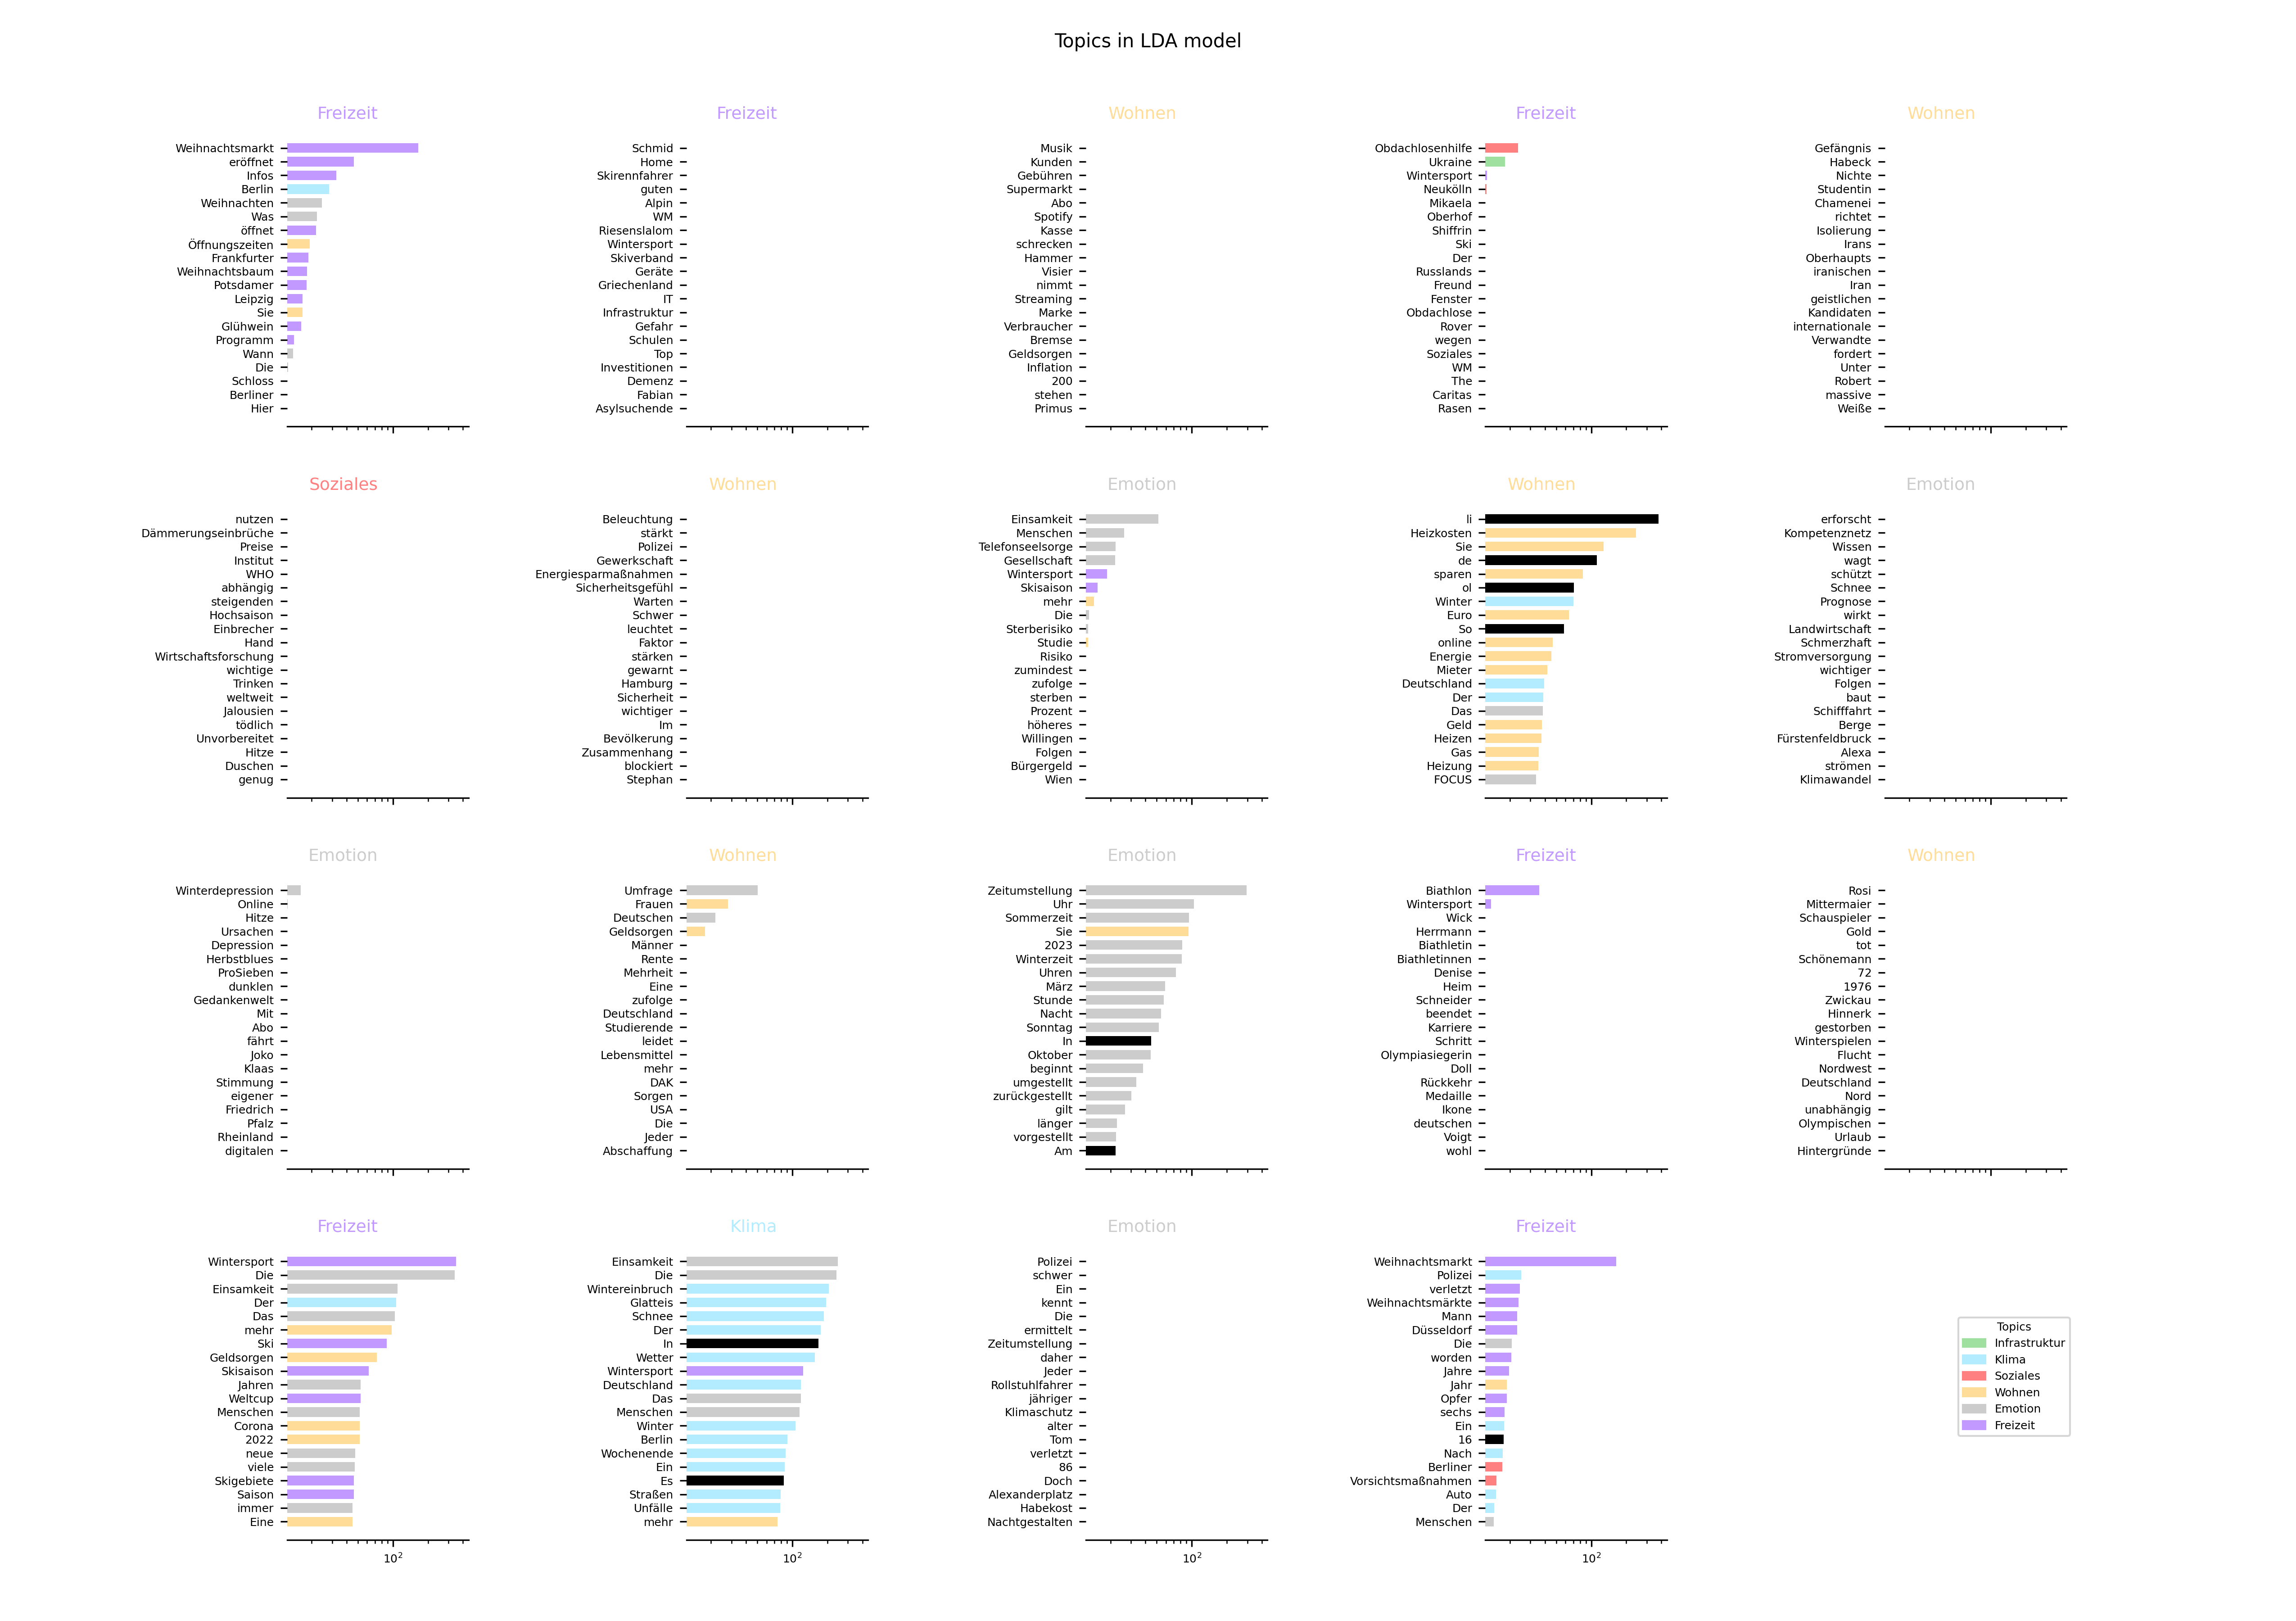 Topics in LDA model
Freizeit
Weihnachtsmarkt
eröffnet
Infos
Berlin
Weihnachten
Was
öffnet
Öffnungszeiten
Frankfurter
Weihnachtsbaum
Potsdamer
Leipzig
Sie
Glühwein
Programm
Wann
Die
Schloss
Berliner
Hier
Freizeit
Schmid
Home
Skirennfahrer
guten
Alpin
WM
Riesenslalom
Wintersport
Skiverband
Geräte
Griechenland
IT
Infrastruktur
Gefahr
Schulen
Top
Investitionen
Demenz
Fabian
Asylsuchende
Wohnen
Musik
Kunden
Gebühren
Supermarkt
Abo
Spotify
Kasse
schrecken
Hammer
Visier
nimmt
Streaming
Marke
Verbraucher
Bremse
Geldsorgen
Inflation
200
stehen
Primus
Freizeit
Obdachlosenhilfe
Ukraine
Wintersport
Neukölln
Mikaela
Oberhof
Shiffrin
Ski
Der
Russlands
Freund
Fenster
Obdachlose
Rover
wegen
Soziales
WM
The
Caritas
Rasen
Wohnen
Gefängnis
Habeck
Nichte
Studentin
Chamenei
richtet
Isolierung
Irans
Oberhaupts
iranischen
Iran
geistlichen
Kandidaten
internationale
Verwandte
fordert
Unter
Robert
massive
Weiße
Soziales
nutzen
Dämmerungseinbrüche
Preise
Institut
WHO
abhängig
steigenden
Hochsaison
Einbrecher
Hand
Wirtschaftsforschung
wichtige
Trinken
weltweit
Jalousien
tödlich
Unvorbereitet
Hitze
Duschen
genug
Wohnen
Beleuchtung
stärkt
Polizei
Gewerkschaft
Energiesparmaßnahmen
Sicherheitsgefühl
Warten
Schwer
leuchtet
Faktor
stärken
gewarnt
Hamburg
Sicherheit
wichtiger
Im
Bevölkerung
Zusammenhang
blockiert
Stephan
Emotion
Einsamkeit
Menschen
Telefonseelsorge
Gesellschaft
Wintersport
Skisaison
mehr
Die
Sterberisiko
Studie
Risiko
zumindest
zufolge
sterben
Prozent
höheres
Willingen
Folgen
Bürgergeld
Wien
Wohnen
li
Heizkosten
Sie
de
sparen
ol
Winter
Euro
So
online
Energie
Mieter
Deutschland
Der
Das
Geld
Heizen
Gas
Heizung
FOCUS
Emotion
erforscht
Kompetenznetz
Wissen
wagt
schützt
Schnee
Prognose
wirkt
Landwirtschaft
Schmerzhaft
Stromversorgung
wichtiger
Folgen
baut
Schifffahrt
Berge
Fürstenfeldbruck
Alexa
strömen
Klimawandel
Emotion
Winterdepression
Online
Hitze
Ursachen
Depression
Herbstblues
ProSieben
dunklen
Gedankenwelt
Mit
Abo
fährt
Joko
Klaas
Stimmung
eigener
Friedrich
Pfalz
Rheinland
digitalen
Wohnen
Umfrage
Frauen
Deutschen
Geldsorgen
Männer
Rente
Mehrheit
Eine
zufolge
Deutschland
Studierende
leidet
Lebensmittel
mehr
DAK
Sorgen
USA
Die
Jeder
Abschaffung
Emotion
Zeitumstellung
Uhr
Sommerzeit
Sie
2023
Winterzeit
Uhren
März
Stunde
Nacht
Sonntag
In
Oktober
beginnt
umgestellt
zurückgestellt
gilt
länger
vorgestellt
Am
Freizeit
Biathlon
Wintersport
Wick
Herrmann
Biathletin
Biathletinnen
Denise
Heim
Schneider
beendet
Karriere
Schritt
Olympiasiegerin
Doll
Rückkehr
Medaille
Ikone
deutschen
Voigt
wohl
Wohnen
Rosi
Mittermaier
Schauspieler
Gold
tot
Schönemann
72
1976
Zwickau
Hinnerk
gestorben
Winterspielen
Flucht
Nordwest
Deutschland
Nord
unabhängig
Olympischen
Urlaub
Hintergründe
Freizeit
Wintersport
Die
Einsamkeit
Der
Das
mehr
Ski
Geldsorgen
Skisaison
Jahren
Weltcup
Menschen
Corona
2022
neue
viele
Skigebiete
Saison
immer
Eine
10²
Klima
Einsamkeit
Die
Wintereinbruch
Glatteis
Schnee
Der
In
Wetter
Wintersport
Deutschland
Das
Menschen
Winter
Berlin
Wochenende
Ein
Es
Straßen
Unfälle
mehr
10²
Emotion
Polizei
schwer
Ein
kennt
Die
ermittelt
Zeitumstellung
daher
Jeder
Rollstuhlfahrer
jähriger
Klimaschutz
alter
Tom
verletzt
86
Doch
Alexanderplatz
Habekost
Nachtgestalten
10²
Freizeit
Weihnachtsmarkt
Polizei
verletzt
Weihnachtsmärkte
Mann
Düsseldorf
Die
worden
Jahre
Jahr
Opfer
sechs
Ein
16
Nach
Berliner
Vorsichtsmaßnahmen
Auto
Der
Menschen
10²
Topics
Infrastruktur
Klima
Soziales
Wohnen
Emotion
Freizeit